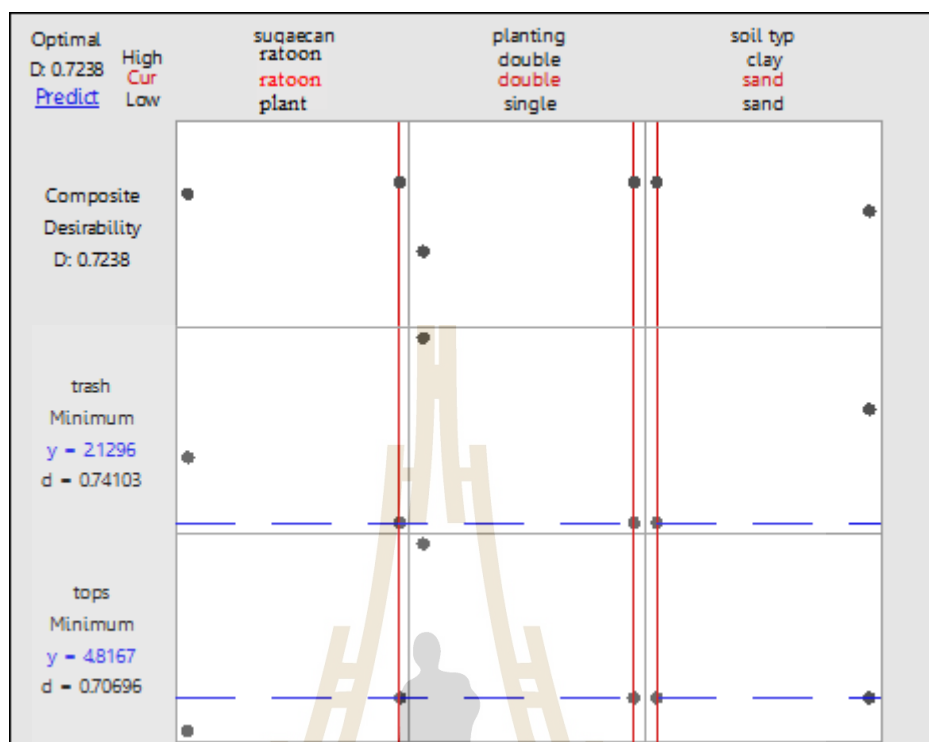 Optimal
D: 0.7238
Predict
High
Cur
Low
suqaecan
ratoon
ratoon
plant
planting
double
double
single
soil typ
clay
sand
sand
Composite
Desirability
D: 0.7238
trash
Minimum
y = 2.1296
d = 0.74103
tops
Minimum
y = 4.8167
d = 0.70696